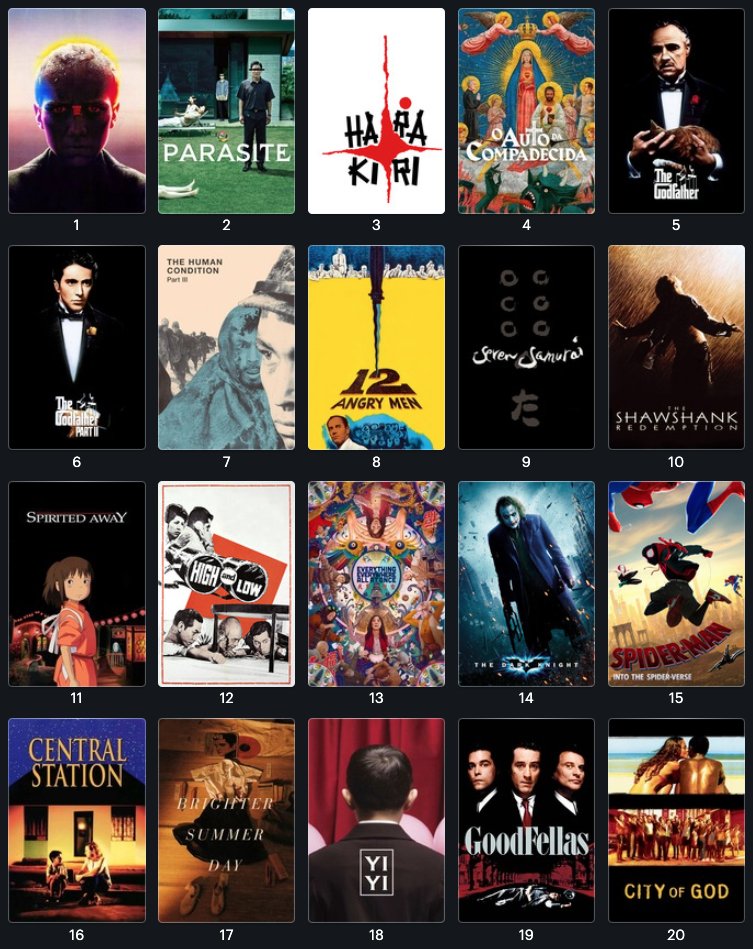 PARASITE
HARA
KIRI
O AUTO DA
COMPADECIDA
The
Godfather
1
2
3
4
5
The
Godfather
PART II
THE HUMAN
CONDITION
Part III
12
ANGRY MEN
Seven Samurai
た
THE
SHAWSHANK
REDEMPTION
6
7
8
9
10
SPIRITED AWAY
HIGH and LOW
EVERYTHING
EVERYWHERE
ALL AT ONCE
THE DARK KNIGHT
SPIDER-MAN
INTO THE SPIDER-VERSE
11
12
13
14
15
CENTRAL
STATION
BRIGHTER
SUMMER
DAY
YI
YI
GoodFellas
CITY OF GOD
16
17
18
19
20